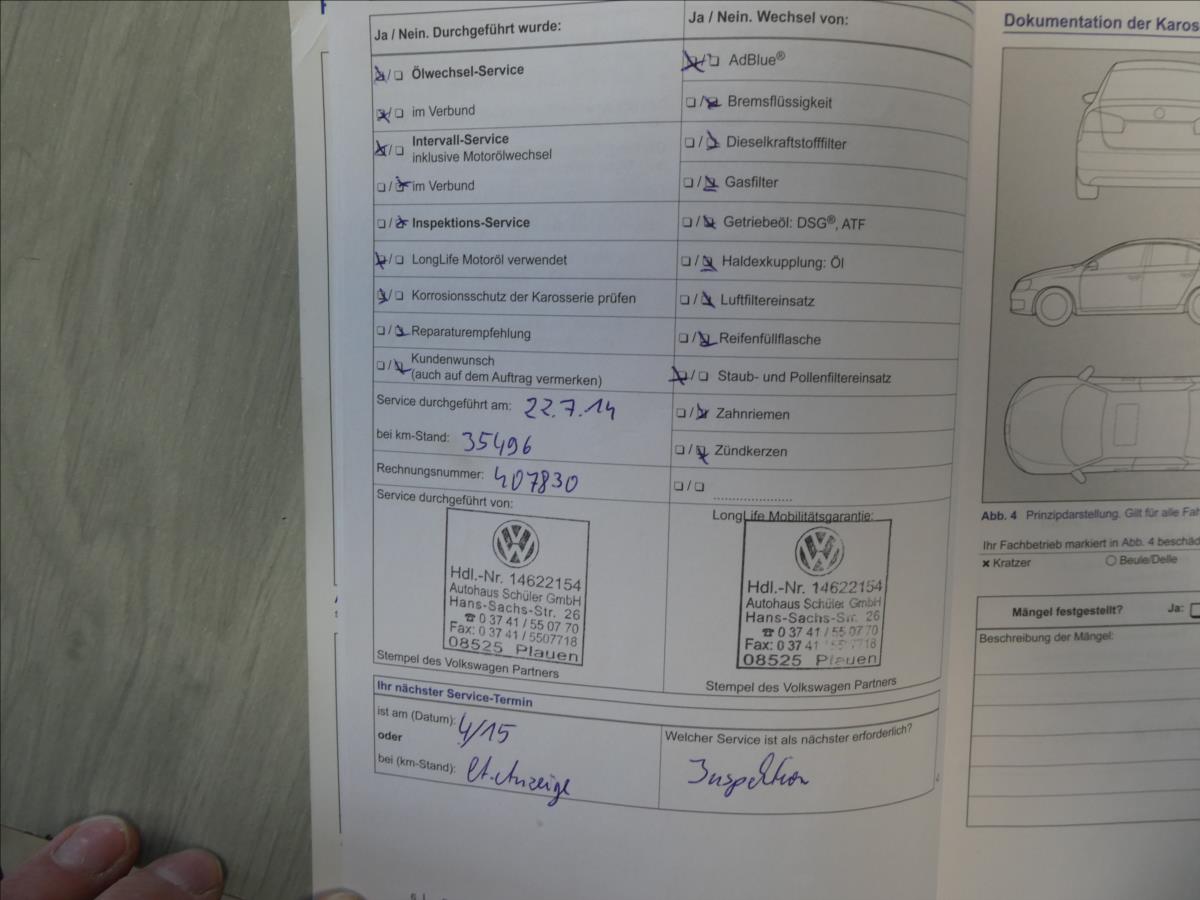 Ja / Nein. Durchgeführt wurde:
❏/❏ Ölwechsel-Service
❏/❏ im Verbund
❏/❏ Intervall-Service
inklusive Motorölwechsel
❏/❏ im Verbund
❏/❏ Inspektions-Service
❏/❏ LongLife Motoröl verwendet
❏/❏ Korrosionsschutz der Karosserie prüfen
❏/❏ Reparaturempfehlung
❏/❏ Kundenwunsch
(auch auf dem Auftrag vermerken)
Service durchgeführt am: 22.7.14
bei km-Stand: 35496
Rechnungsnummer: 407830
Service durchgeführt von:
Hdl.-Nr. 14622154
Autohaus Schüler GmbH
Hans-Sachs-Str. 26
☎ 0 37 41 / 55 07 70
Fax: 0 37 41 / 5507718
08525 Plauen
Stempel des Volkswagen Partners
Ja / Nein. Wechsel von:
❏/❏ AdBlue®
❏/❏ Bremsflüssigkeit
❏/❏ Dieselkraftstofffilter
❏/❏ Gasfilter
❏/❏ Getriebeöl: DSG®, ATF
❏/❏ Haldexkupplung: Öl
❏/❏ Luftfiltereinsatz
❏/❏ Reifenfüllflasche
❏/❏ Staub- und Pollenfiltereinsatz
❏/❏ Zahnriemen
❏/❏ Zündkerzen
❏/❏ ....................
LongLife Mobilitätsgarantie:
Hdl.-Nr. 14622154
Autohaus Schüler GmbH
Hans-Sachs-Str. 26
☎ 0 37 41 / 55 07 70
Fax: 0 37 41 / 5507718
08525 Plauen
Stempel des Volkswagen Partners
Ihr nächster Service-Termin
ist am (Datum): 4/15
oder
bei (km-Stand): lt. Anzeige
Welcher Service ist als nächster erforderlich?
Inspektion
Dokumentation der Karos
Abb. 4 Prinzipdarstellung. Gilt für alle Fah
Ihr Fachbetrieb markiert in Abb. 4 beschäd
✕ Kratzer ○ Beule/Delle
Mängel festgestellt? Ja: ❏
Beschreibung der Mängel: